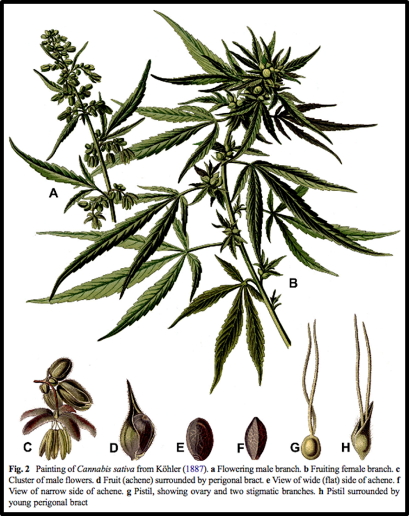 A
B
C
D
E
F
G
H
Fig. 2 Painting of Cannabis sativa from Köhler (1887). a Flowering male branch. b Fruiting female branch. c
Cluster of male flowers. d Fruit (achene) surrounded by perigonal bract. e View of wide (flat) side of achene. f
View of narrow side of achene. g Pistil, showing ovary and two stigmatic branches. h Pistil surrounded by
young perigonal bract